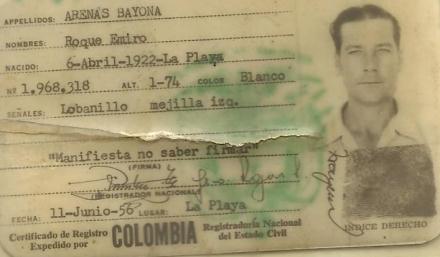 APELLIDOS: ARENAS BAYONA
NOMBRES: Roque Emiro
NACIDO: 6-Abril-1922-La Playa
Nº 1,968,318 ALT. 1-74 COLOR Blanco
SEÑALES: Lobanillo mejilla izq.
"Manifiesta no saber firmar"
(FIRMA)
(REGISTRADOR NACIONAL)
FECHA: 11-Junio-56 LUGAR: La Playa
Certificado de Registro
Expedido por
COLOMBIA
Registraduría Nacional
del Estado Civil
INDICE DERECHO